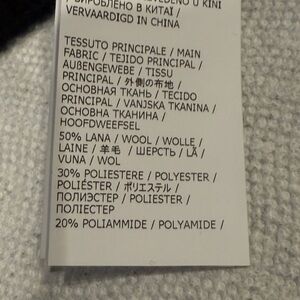 PROIZVEDENO U KINI
/ ВИРОБЛЕНО В КИТАЇ /
VERVAARDIGD IN CHINA
TESSUTO PRINCIPALE / MAIN
FABRIC / TEJIDO PRINCIPAL /
AUßENGEWEBE / TISSU
PRINCIPAL / 外側の布地 /
ОСНОВНАЯ ТКАНЬ / TECIDO
PRINCIPAL / VANJSKA TKANINA /
ОСНОВНА ТКАНИНА /
HOOFDWEEFSEL
50% LANA / WOOL / WOLLE /
LAINE / 羊毛 / ШЕРСТЬ / LÃ /
VUNA / WOL
30% POLIESTERE / POLYESTER /
POLIÉSTER / ポリエステル /
ПОЛИЭСТЕР / POLIESTER /
ПОЛІЕСТЕР
20% POLIAMMIDE / POLYAMIDE /